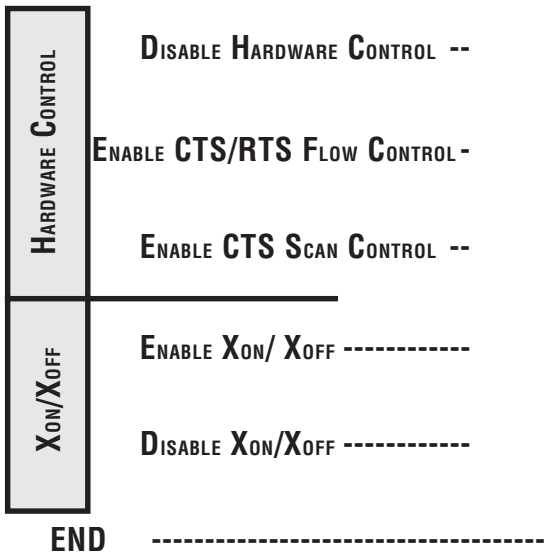 HARDWARE CONTROL
DISABLE HARDWARE CONTROL --
ENABLE CTS/RTS FLOW CONTROL -
ENABLE CTS SCAN CONTROL --
XON/XOFF
ENABLE XON/ XOFF ------------
DISABLE XON/XOFF ------------
END -------------------------------------